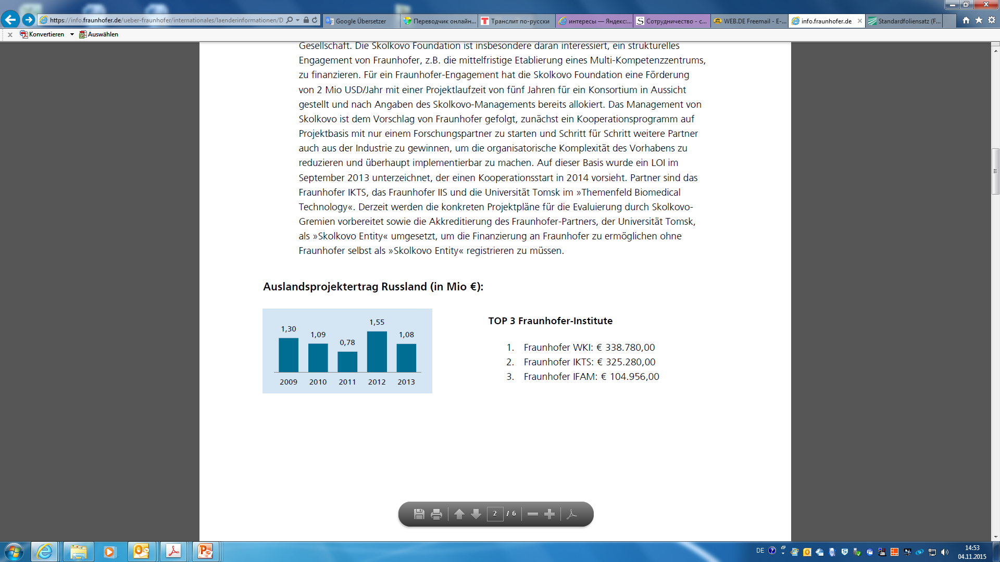 https://info.fraunhofer.de/ueber-fraunhofer/internationales/laenderinformationen/D
Google Übersetzer
Переводчик онлайн...
Транслит по-русски
интересы — Яндекс:...
Сотрудничество - с...
WEB.DE Freemail - E-...
info.fraunhofer.de
Standardfoliensatz (F...
x Konvertieren Auswählen
Gesellschaft. Die Skolkovo Foundation ist insbesondere daran interessiert, ein strukturelles
Engagement von Fraunhofer, z.B. die mittelfristige Etablierung eines Multi-Kompetenzzentrums,
zu finanzieren. Für ein Fraunhofer-Engagement hat die Skolkovo Foundation eine Förderung
von 2 Mio USD/Jahr mit einer Projektlaufzeit von fünf Jahren für ein Konsortium in Aussicht
gestellt und nach Angaben des Skolkovo-Managements bereits allokiert. Das Management von
Skolkovo ist dem Vorschlag von Fraunhofer gefolgt, zunächst ein Kooperationsprogramm auf
Projektbasis mit nur einem Forschungspartner zu starten und Schritt für Schritt weitere Partner
auch aus der Industrie zu gewinnen, um die organisatorische Komplexität des Vorhabens zu
reduzieren und überhaupt implementierbar zu machen. Auf dieser Basis wurde ein LOI im
September 2013 unterzeichnet, der einen Kooperationsstart in 2014 vorsieht. Partner sind das
Fraunhofer IKTS, das Fraunhofer IIS und die Universität Tomsk im »Themenfeld Biomedical
Technology«. Derzeit werden die konkreten Projektpläne für die Evaluierung durch Skolkovo-
Gremien vorbereitet sowie die Akkreditierung des Fraunhofer-Partners, der Universität Tomsk,
als »Skolkovo Entity« umgesetzt, um die Finanzierung an Fraunhofer zu ermöglichen ohne
Fraunhofer selbst als »Skolkovo Entity« registrieren zu müssen.
Auslandsprojektertrag Russland (in Mio €):
1,30 1,09 0,78 1,55 1,08
2009 2010 2011 2012 2013
TOP 3 Fraunhofer-Institute
1. Fraunhofer WKI: € 338.780,00
2. Fraunhofer IKTS: € 325.280,00
3. Fraunhofer IFAM: € 104.956,00
2 / 6
DE
14:53
04.11.2015